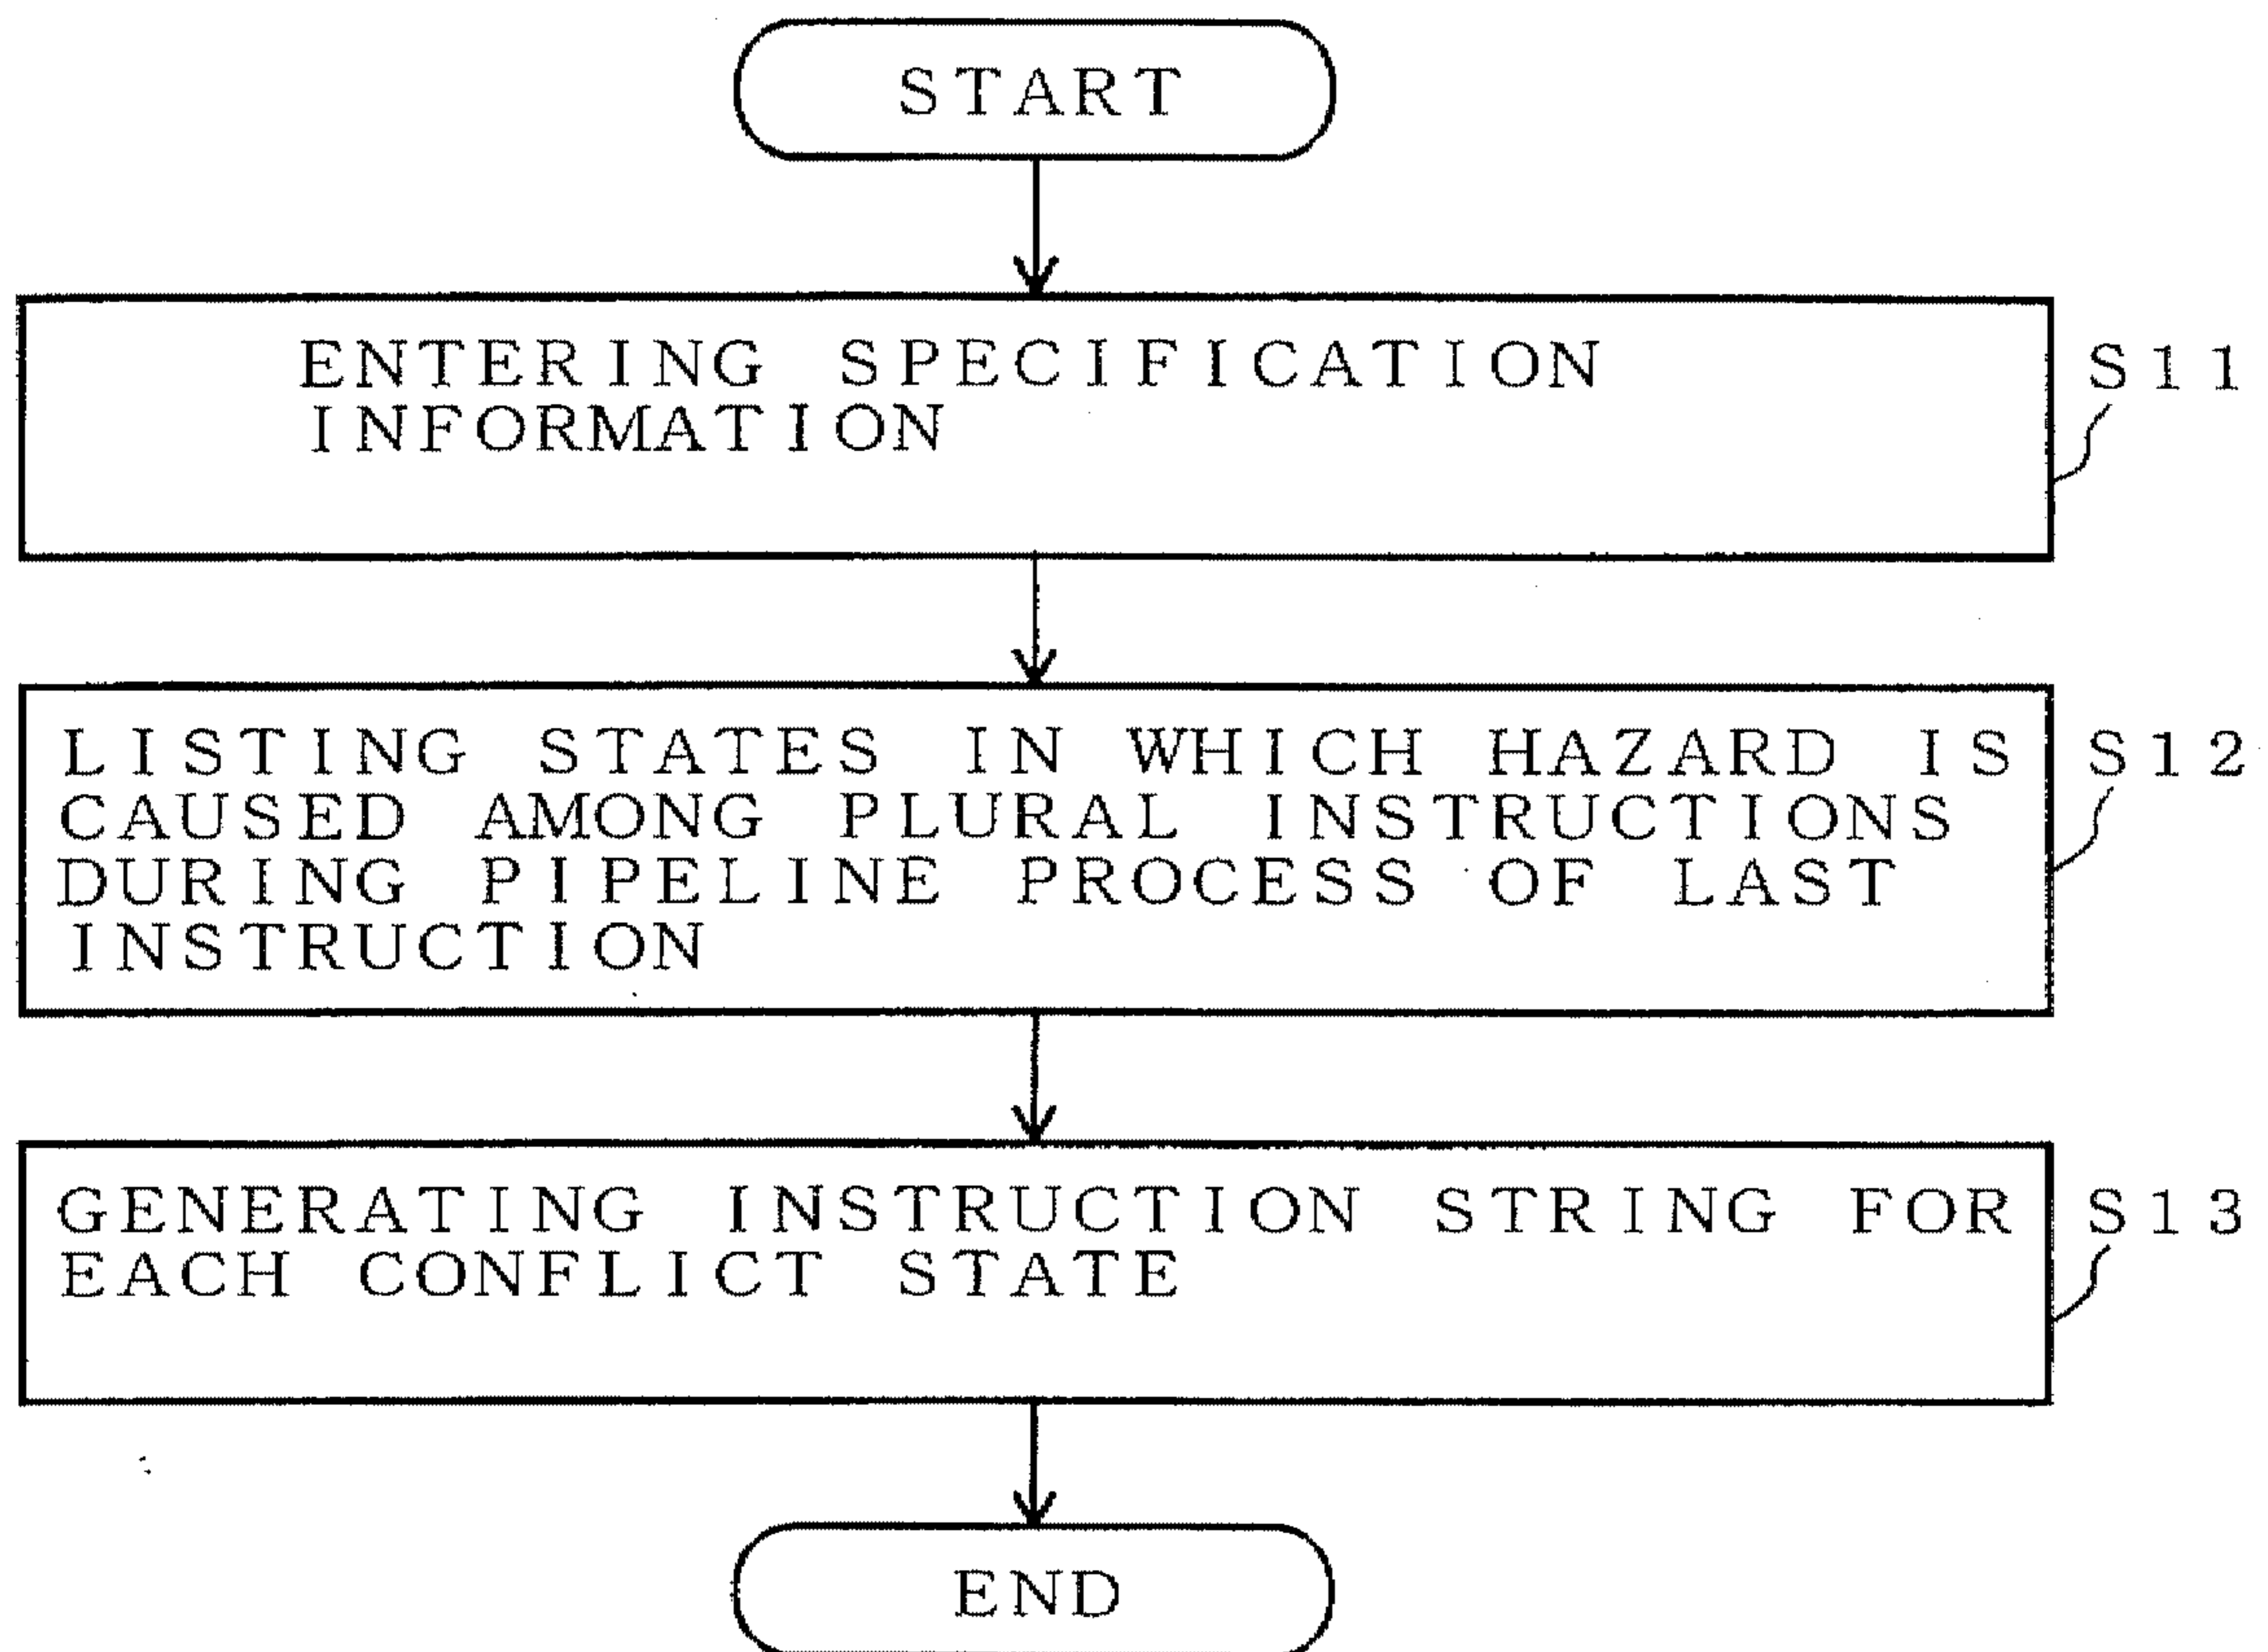 START
ENTERING SPECIFICATION
INFORMATION
S11
LISTING STATES IN WHICH HAZARD IS
CAUSED AMONG PLURAL INSTRUCTIONS
DURING PIPELINE PROCESS OF LAST
INSTRUCTION
S12
GENERATING INSTRUCTION STRING FOR
EACH CONFLICT STATE
S13
END